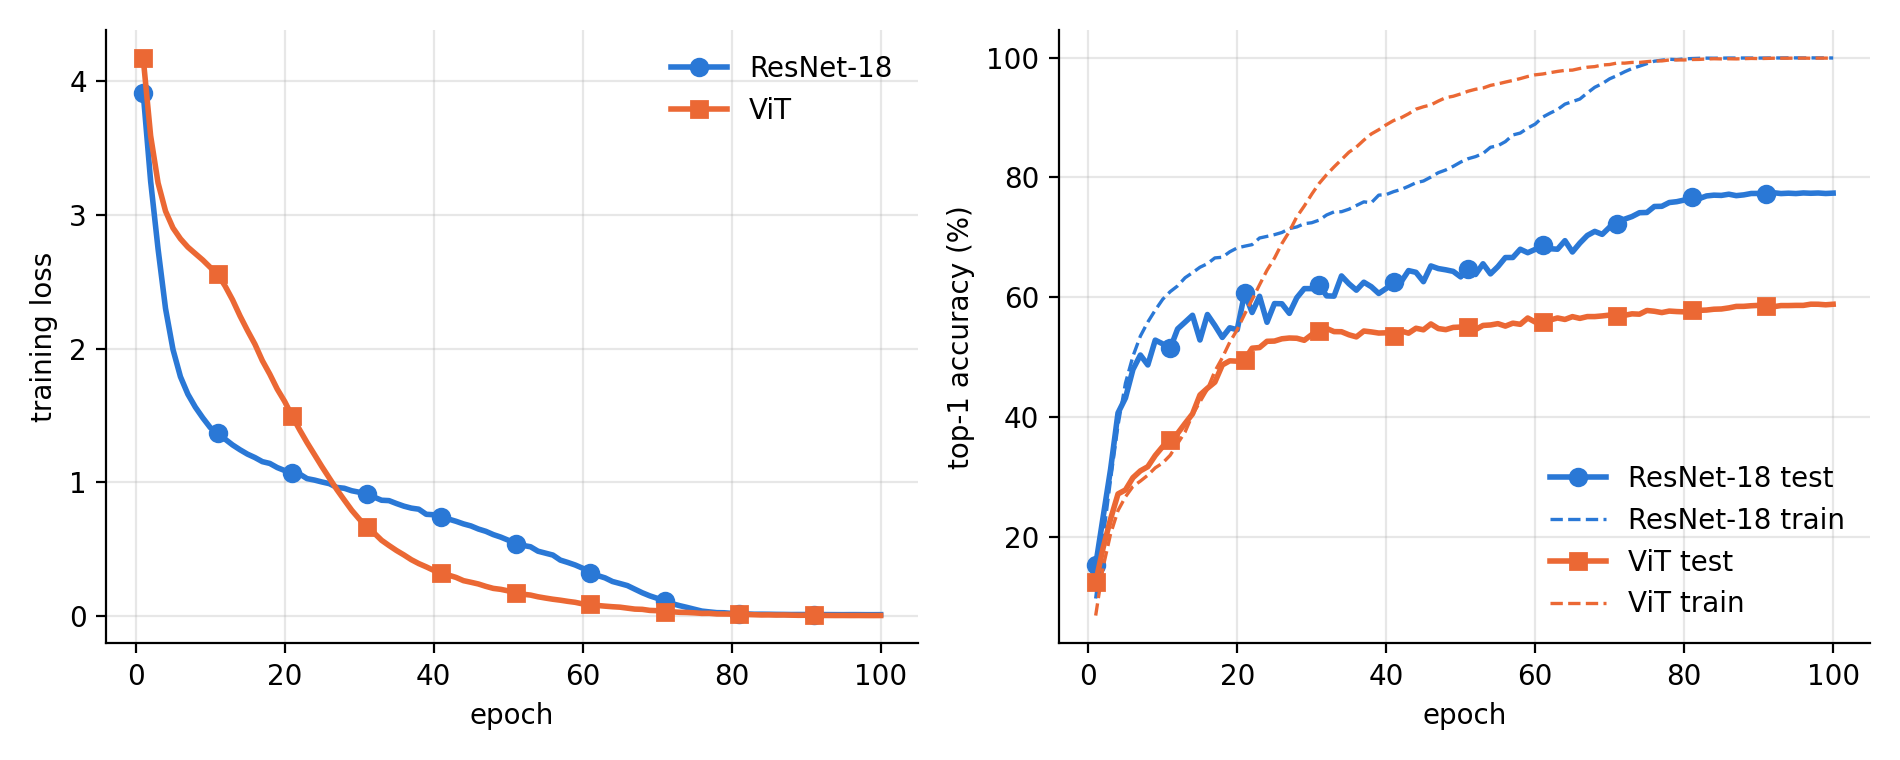 4
3
2
1
0
0
20
40
60
80
100
training loss
epoch
ResNet-18
ViT
100
80
60
40
20
0
20
40
60
80
100
top-1 accuracy (%)
epoch
ResNet-18 test
ResNet-18 train
ViT test
ViT train